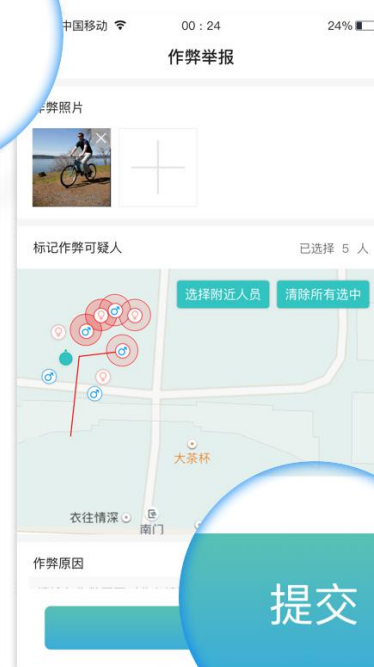 中国移动 00 : 24 24%
作弊举报
作弊照片
标记作弊可疑人 已选择 5 人
选择附近人员 清除所有选中
大茶杯
衣往情深
南门
作弊原因
提交